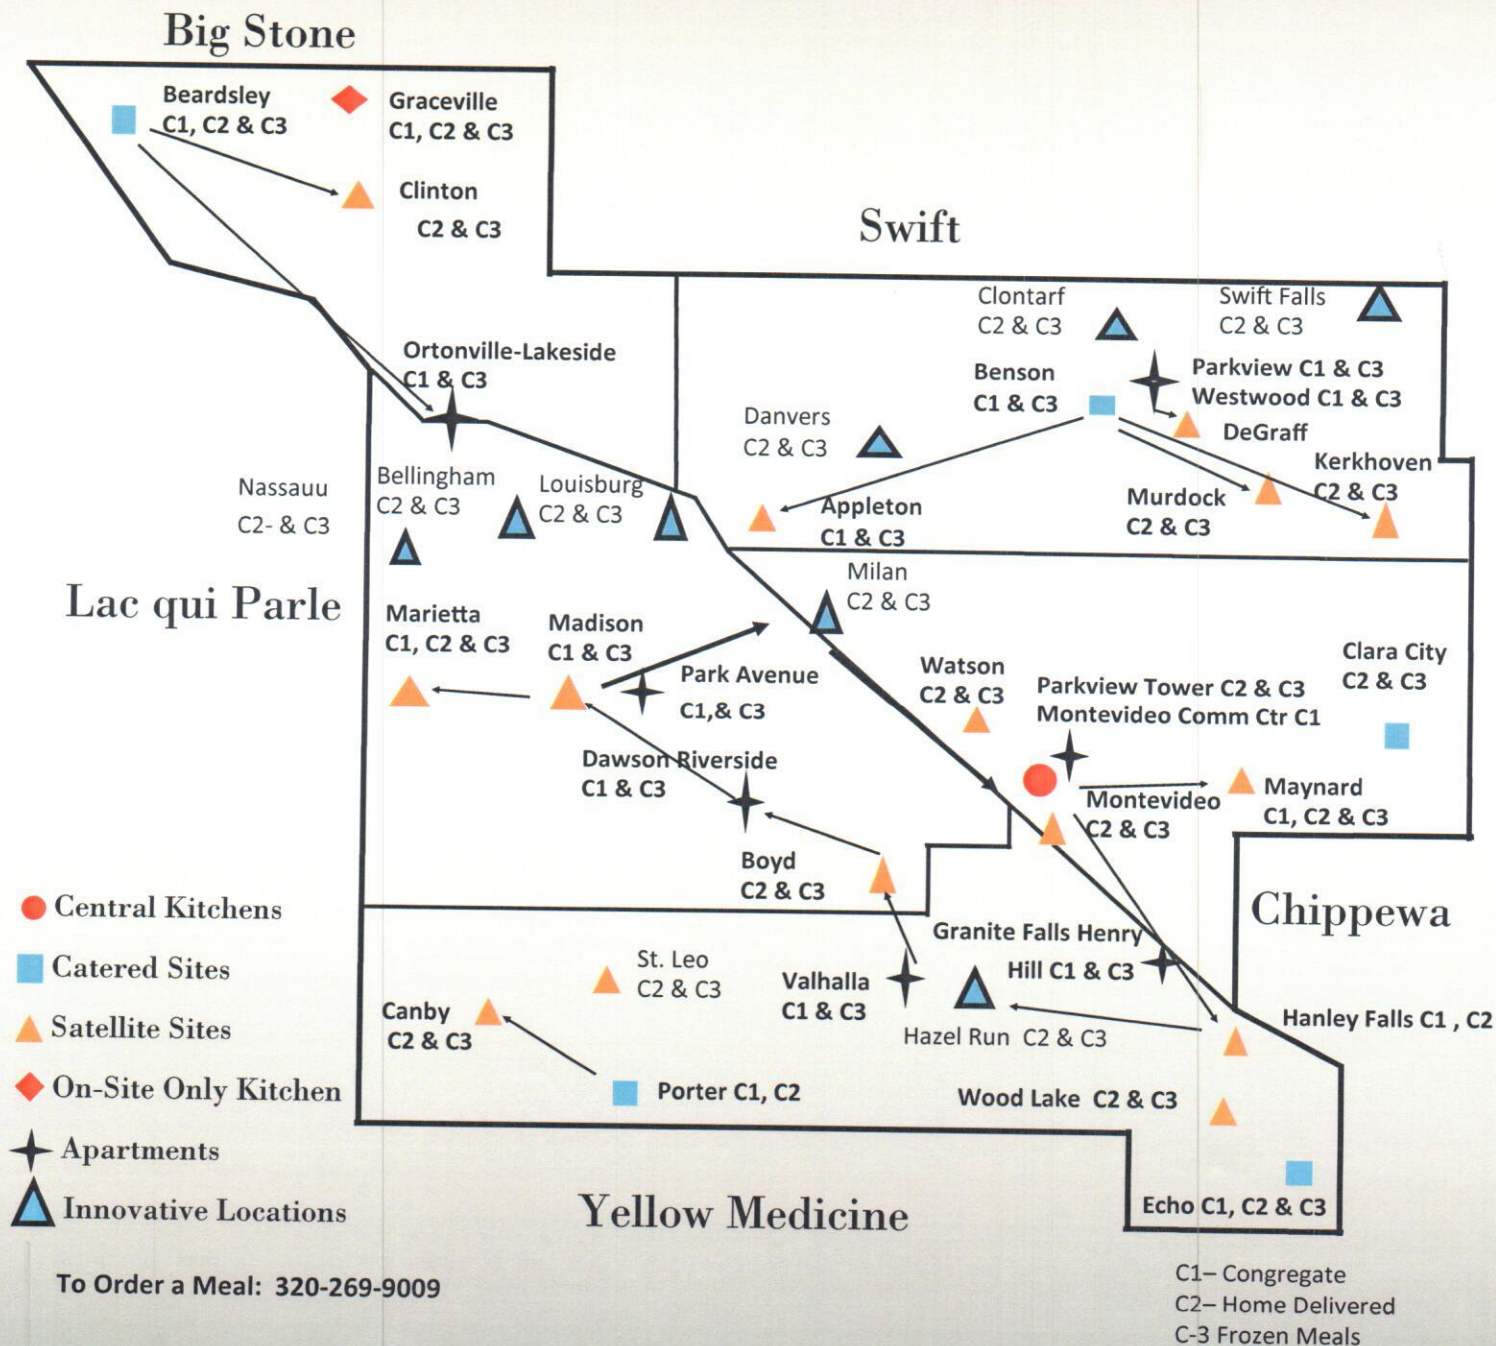 Big Stone
Beardsley
C1, C2 & C3
Graceville
C1, C2 & C3
Clinton
C2 & C3
Swift
Clontarf
C2 & C3
Swift Falls
C2 & C3
Ortonville-Lakeside
C1 & C3
Benson
C1 & C3
Parkview C1 & C3
Westwood C1 & C3
Danvers
C2 & C3
DeGraff
Kerkhoven
C2 & C3
Nassauu
C2- & C3
Bellingham
C2 & C3
Louisburg
C2 & C3
Appleton
C1 & C3
Murdock
C2 & C3
Lac qui Parle
Milan
C2 & C3
Marietta
C1, C2 & C3
Madison
C1 & C3
Park Avenue
C1,& C3
Watson
C2 & C3
Parkview Tower C2 & C3
Montevideo Comm Ctr C1
Clara City
C2 & C3
Dawson Riverside
C1 & C3
Montevideo
C2 & C3
Maynard
C1, C2 & C3
Boyd
C2 & C3
Chippewa
Granite Falls Henry
Hill C1 & C3
St. Leo
C2 & C3
Valhalla
C1 & C3
Canby
C2 & C3
Hazel Run C2 & C3
Hanley Falls C1 , C2
Porter C1, C2
Wood Lake C2 & C3
Echo C1, C2 & C3
Yellow Medicine
Central Kitchens
Catered Sites
Satellite Sites
On-Site Only Kitchen
Apartments
Innovative Locations
To Order a Meal: 320-269-9009
C1– Congregate
C2– Home Delivered
C-3 Frozen Meals